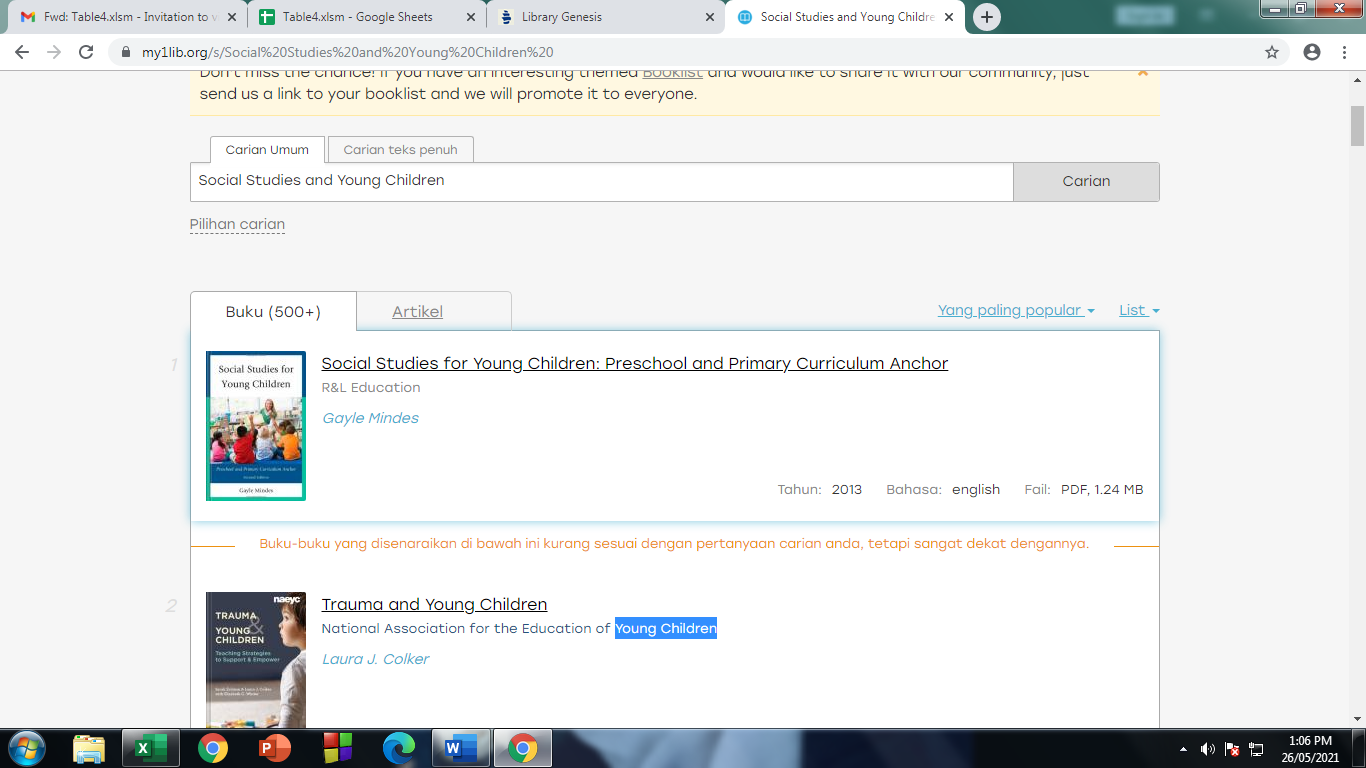 Fwd: Table4.xlsm - Invitation to v
Table4.xlsm - Google Sheets
Library Genesis
Social Studies and Young Childre
my1lib.org/s/Social%20Studies%20and%20Young%20Children%20
Don't miss the chance! If you have an interesting themed Booklist and would like to share it with our community, just
send us a link to your booklist and we will promote it to everyone.
Carian Umum
Carian teks penuh
Social Studies and Young Children
Carian
Pilihan carian
Buku (500+)
Artikel
Yang paling popular
List
1
Social Studies for
Young Children
Preschool and Primary Curriculum Anchor
Gayle Mindes
Social Studies for Young Children: Preschool and Primary Curriculum Anchor
R&L Education
Gayle Mindes
Tahun: 2013 Bahasa: english Fail: PDF, 1.24 MB
Buku-buku yang disenaraikan di bawah ini kurang sesuai dengan pertanyaan carian anda, tetapi sangat dekat dengannya.
2
naeyc
TRAUMA
&
YOUNG
CHILDREN
Teaching Strategies
to Support & Empower
Trauma and Young Children
National Association for the Education of Young Children
Laura J. Colker
1:06 PM
26/05/2021